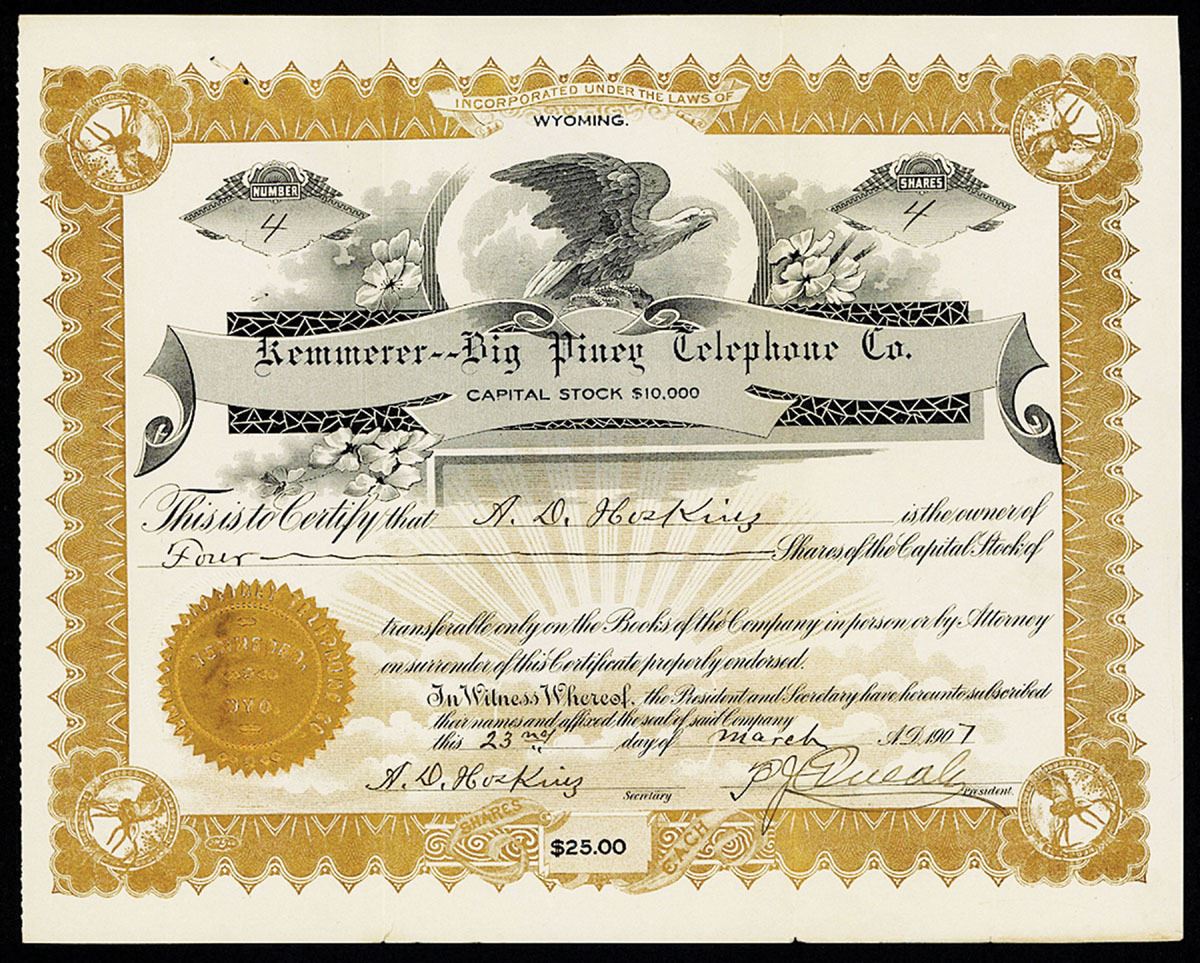 INCORPORATED UNDER THE LAWS OF
WYOMING.
NUMBER
4
SHARES
4
Kemmerer--Big Piney Telephone Co.
CAPITAL STOCK $10,000
This is to Certify that A. D. Hoskins is the owner of
Four Shares of the Capital Stock of
transferable only on the Books of the Company in person or by Attorney
on surrender of this Certificate properly endorsed.
In Witness Whereof, the President and Secretary have hereunto subscribed
their names and affixed the seal of said Company
this 23 rd day of march A.D. 1907
A. D. Hoskins Secretary President.
KEMMERER,
WYO.
SHARES
$25.00
EACH